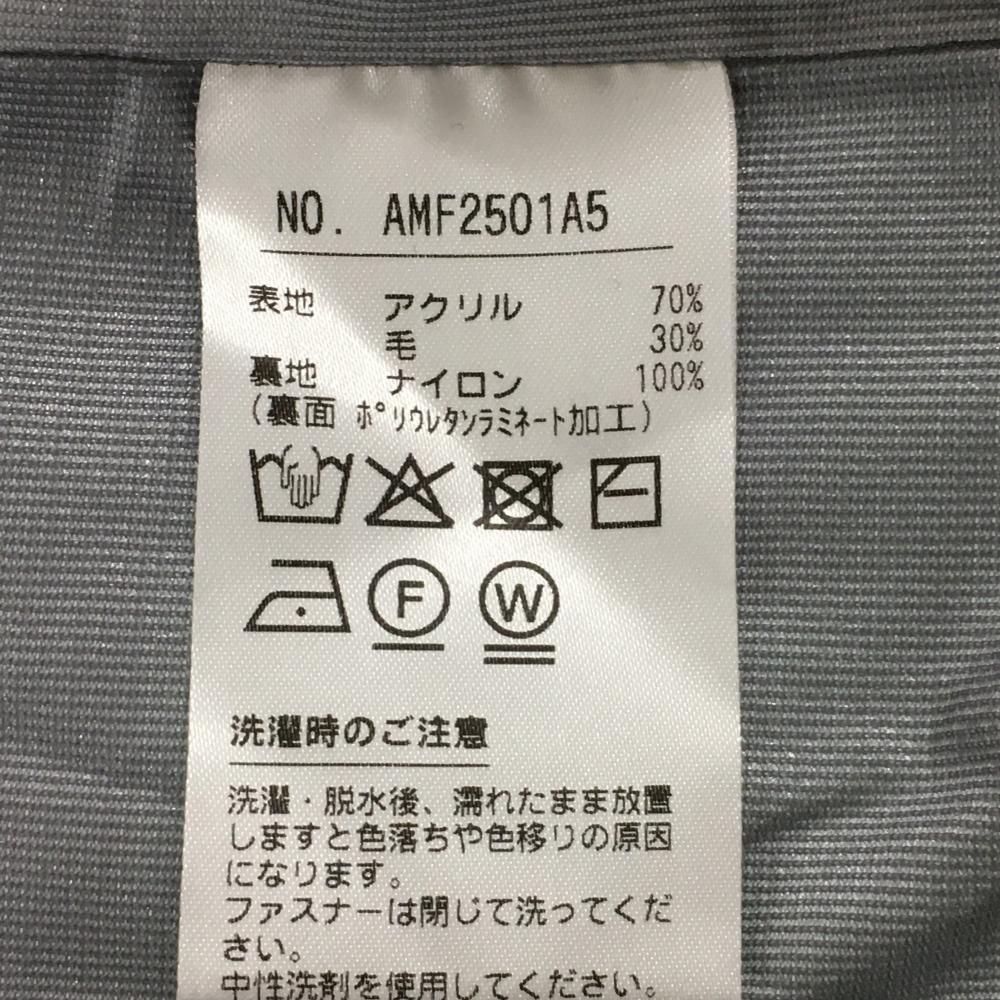 NO. AMF2501A5
表地 アクリル 70%
毛 30%
裏地 ナイロン 100%
(裏面 ポリウレタンラミネート加工)
F W
洗濯時のご注意
洗濯・脱水後、濡れたまま放置
しますと色落ちや色移りの原因
になります。
ファスナーは閉じて洗ってくだ
さい。
中性洗剤を使用してください。